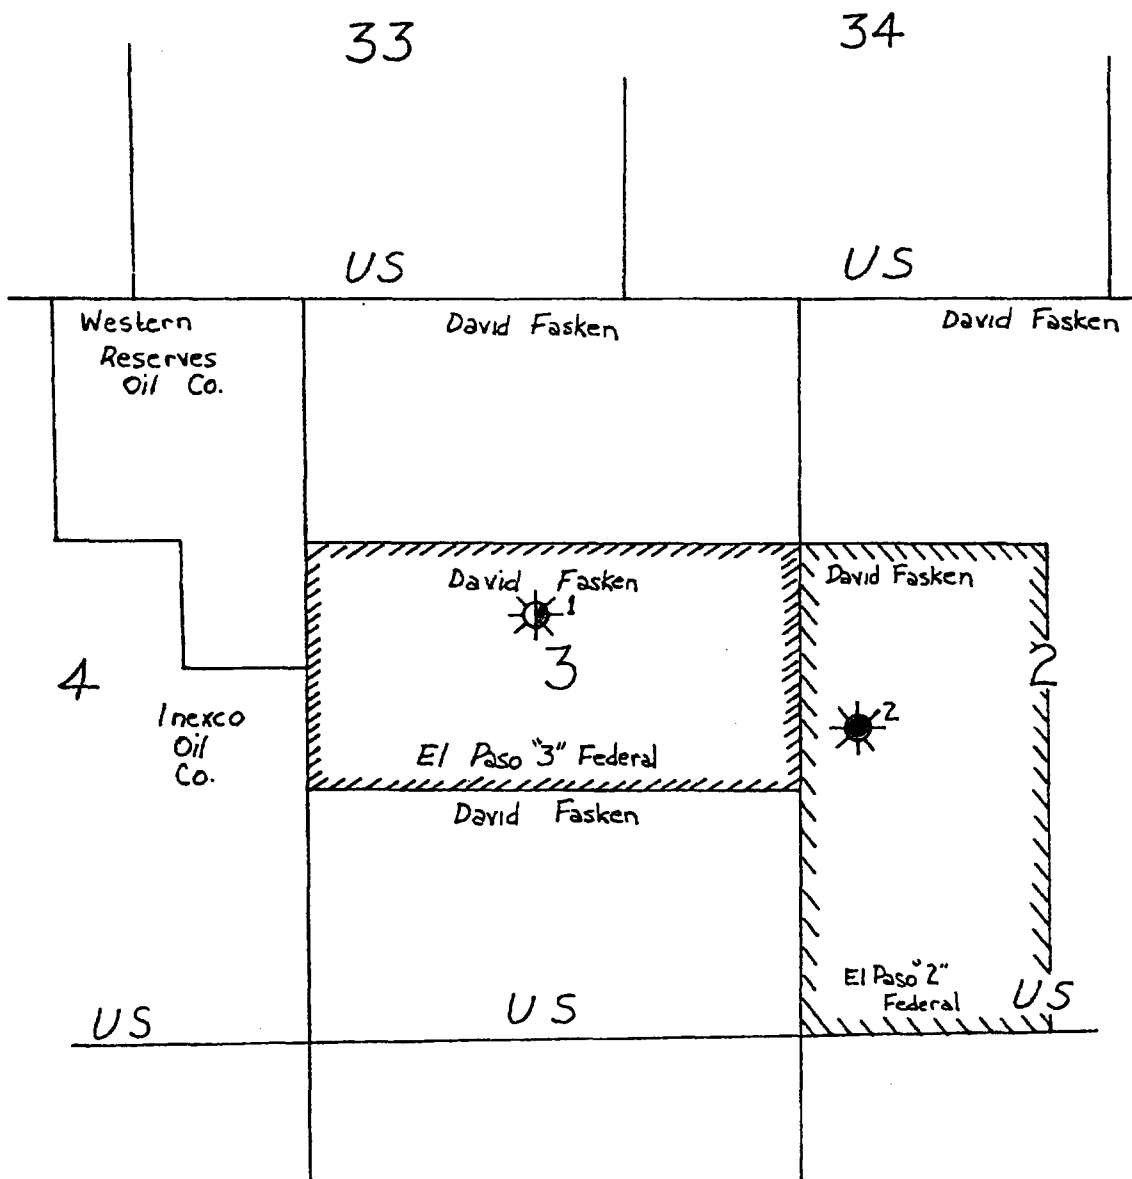 33
34
US
US
Western
Reserves
Oil Co.
David Fasken
David Fasken
David Fasken
1
David Fasken
4
3
2
Inexco
Oil
Co.
2
El Paso "3" Federal
David Fasken
El Paso "2"
Federal
US
US
US